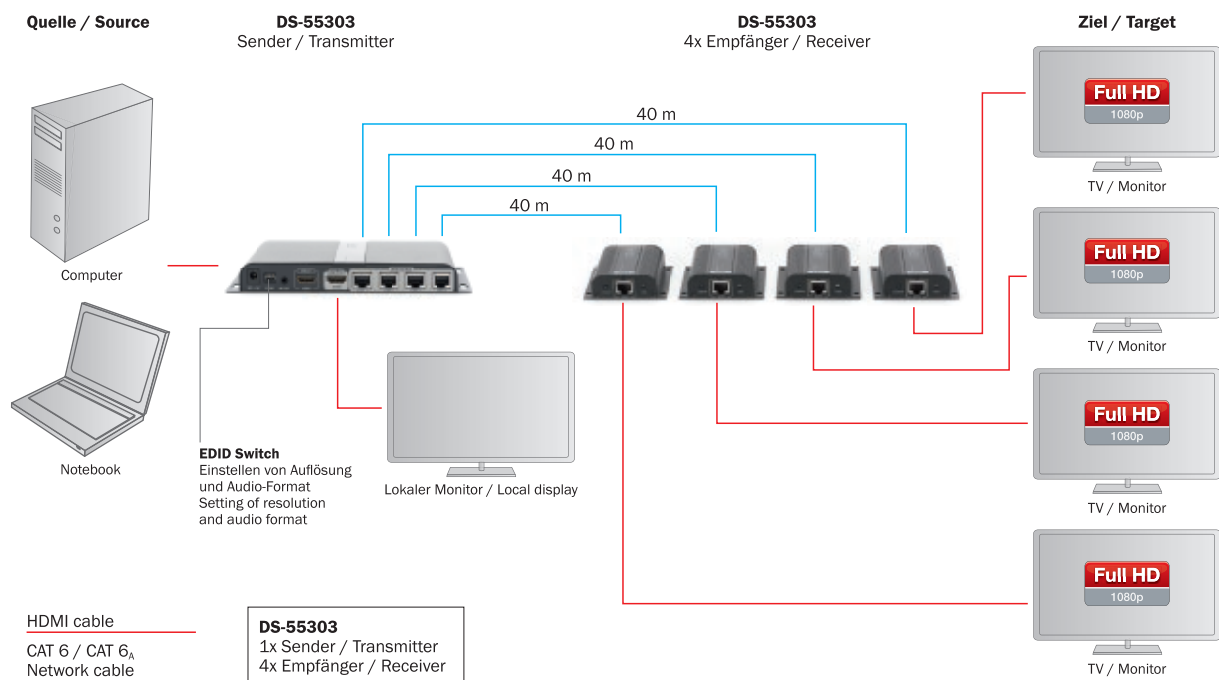 Quelle / Source
DS-55303
Sender / Transmitter
DS-55303
4x Empfänger / Receiver
Ziel / Target
Full HD
1080p
TV / Monitor
40 m
40 m
40 m
40 m
Computer
Full HD
1080p
TV / Monitor
Notebook
EDID Switch
Einstellen von Auflösung
und Audio-Format
Setting of resolution
and audio format
Lokaler Monitor / Local display
Full HD
1080p
TV / Monitor
Full HD
1080p
TV / Monitor
HDMI cable
CAT 6 / CAT 6A
Network cable
DS-55303
1x Sender / Transmitter
4x Empfänger / Receiver